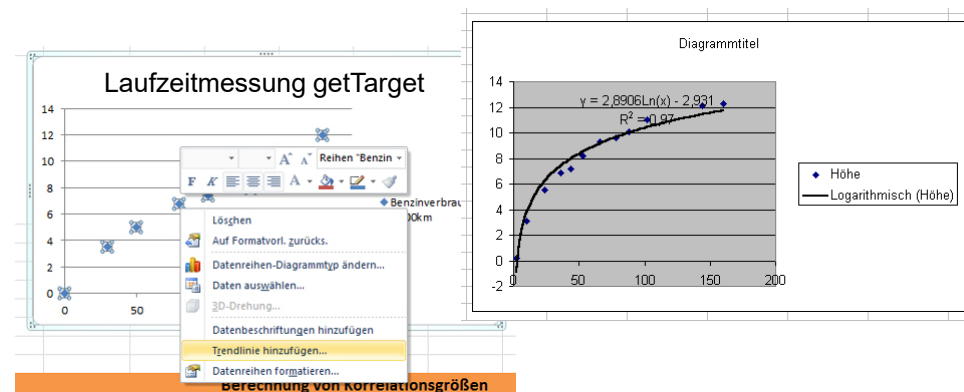 Laufzeitmessung getTarget
14
12
10
8
6
4
2
0
0
50
Reihen "Benzin
F K A
Löschen
Auf Formatvorl. zurücks.
Datenreihen-Diagrammtyp ändern...
Daten auswählen...
3D-Drehung...
Datenbeschriftungen hinzufügen
Trendlinie hinzufügen...
Datenreihen formatieren...
Benzinverbrau
00km
Berechnung von Korrelationsgrößen
Diagrammtitel
14
12
10
8
6
4
2
0
-2
y = 2,8906Ln(x) - 2,931
R² = 0,97
0
50
100
150
200
Höhe
Logarithmisch (Höhe)